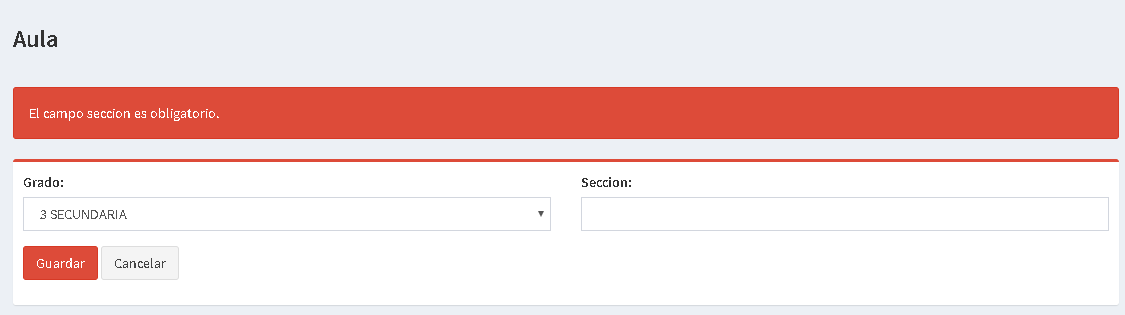 Aula
El campo seccion es obligatorio.
Grado:
Seccion:
3 SECUNDARIA
Guardar
Cancelar